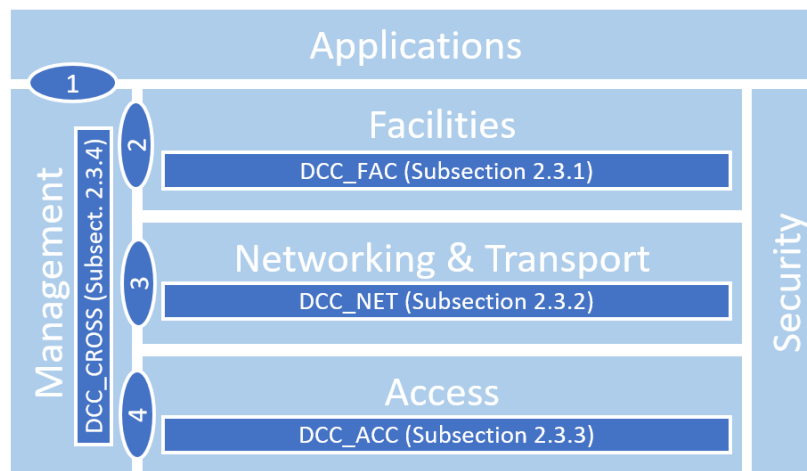 Applications
1
Management
DCC_CROSS (Subsect. 2.3.4)
2
Facilities
DCC_FAC (Subsection 2.3.1)
3
Networking & Transport
DCC_NET (Subsection 2.3.2)
4
Access
DCC_ACC (Subsection 2.3.3)
Security